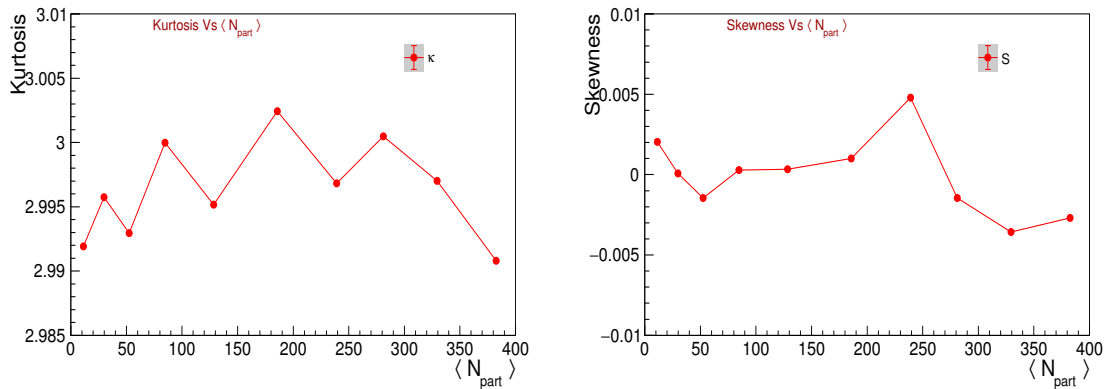 Kurtosis Vs ⟨ N_part ⟩
κ
Kurtosis
3.01
3.005
3
2.995
2.99
2.985
0 50 100 150 200 250 300 350 400
⟨ N_part ⟩
Skewness Vs ⟨ N_part ⟩
S
Skewness
0.01
0.005
0
−0.005
−0.01
0 50 100 150 200 250 300 350 400
⟨ N_part ⟩